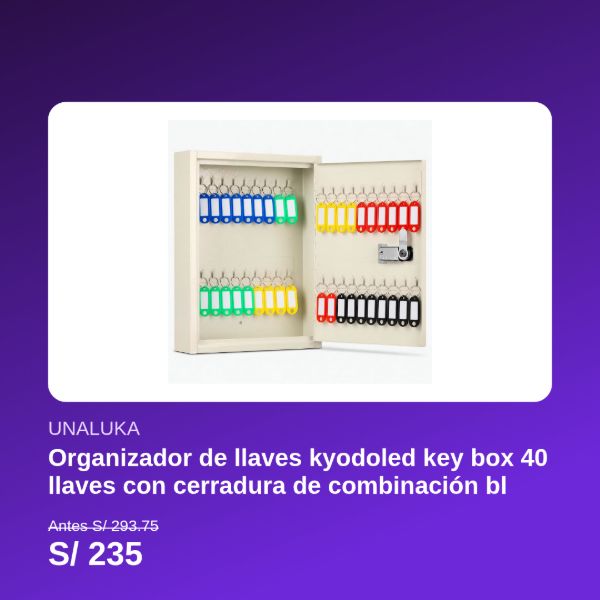 UNALUKA
Organizador de llaves kyodoled key box 40
llaves con cerradura de combinación bl
Antes S/ 293.75
S/ 235